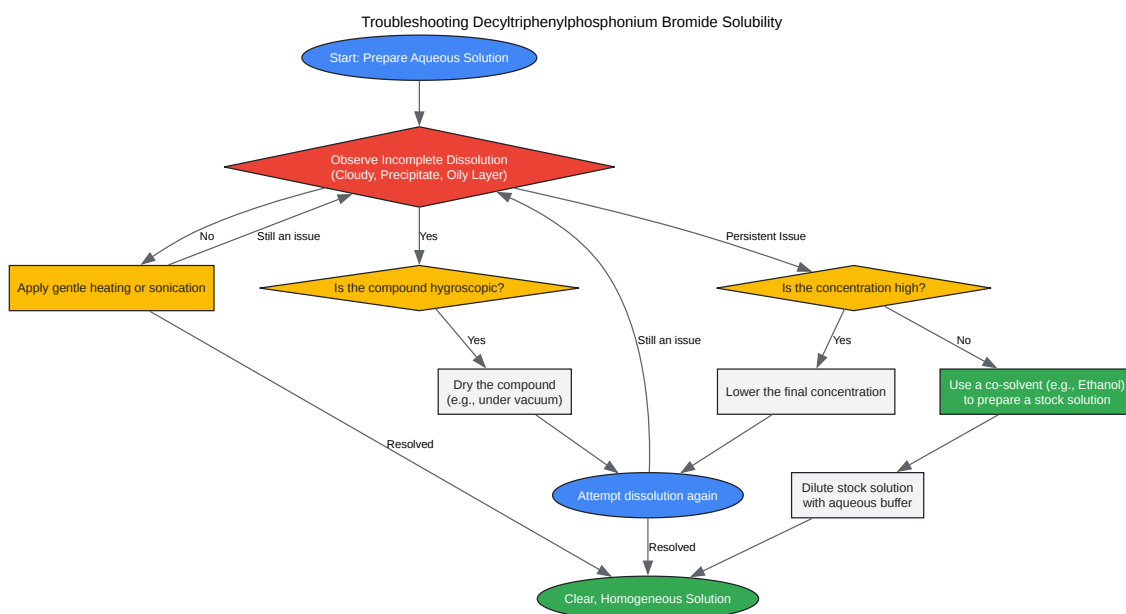 Troubleshooting Decyltriphenylphosphonium Bromide Solubility
Start: Prepare Aqueous Solution
Observe Incomplete Dissolution
(Cloudy, Precipitate, Oily Layer)
No
Still an issue
Yes
Persistent Issue
Apply gentle heating or sonication
Is the compound hygroscopic?
Is the concentration high?
Yes
Still an issue
Yes
No
Dry the compound
(e.g., under vacuum)
Lower the final concentration
Use a co-solvent (e.g., Ethanol)
to prepare a stock solution
Resolved
Attempt dissolution again
Dilute stock solution
with aqueous buffer
Resolved
Clear, Homogeneous Solution